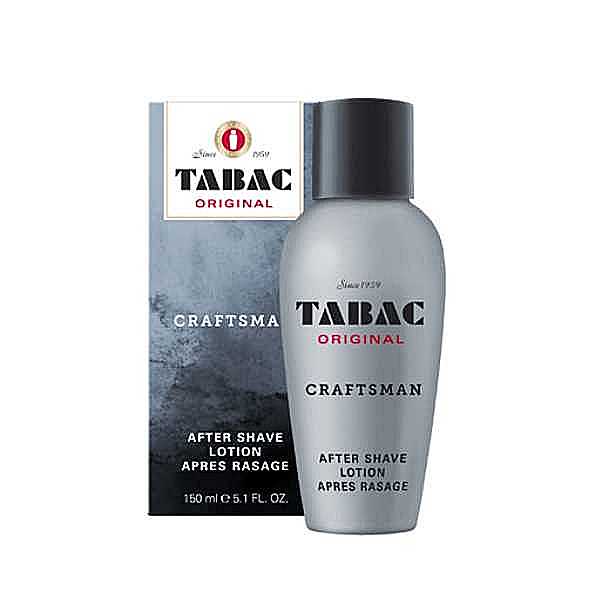 Since 1959
TABAC
ORIGINAL
CRAFTSMA
AFTER SHAVE
LOTION
APRES RASAGE
150 ml ℮ 5.1 FL. OZ.
Since 1959
TABAC
ORIGINAL
CRAFTSMAN
AFTER SHAVE
LOTION
APRES RASAGE